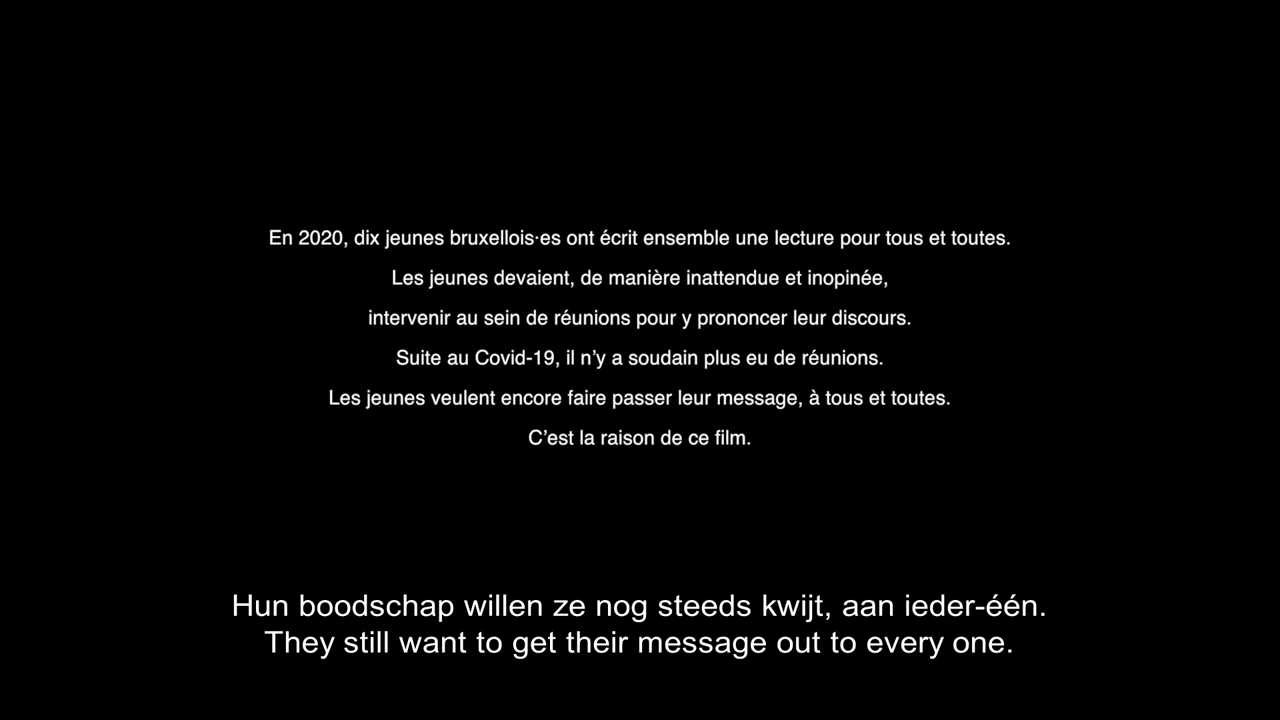 En 2020, dix jeunes bruxellois·es ont écrit ensemble une lecture pour tous et toutes.
Les jeunes devaient, de manière inattendue et inopinée,
intervenir au sein de réunions pour y prononcer leur discours.
Suite au Covid-19, il n’y a soudain plus eu de réunions.
Les jeunes veulent encore faire passer leur message, à tous et toutes.
C’est la raison de ce film.
Hun boodschap willen ze nog steeds kwijt, aan ieder-één.
They still want to get their message out to every one.